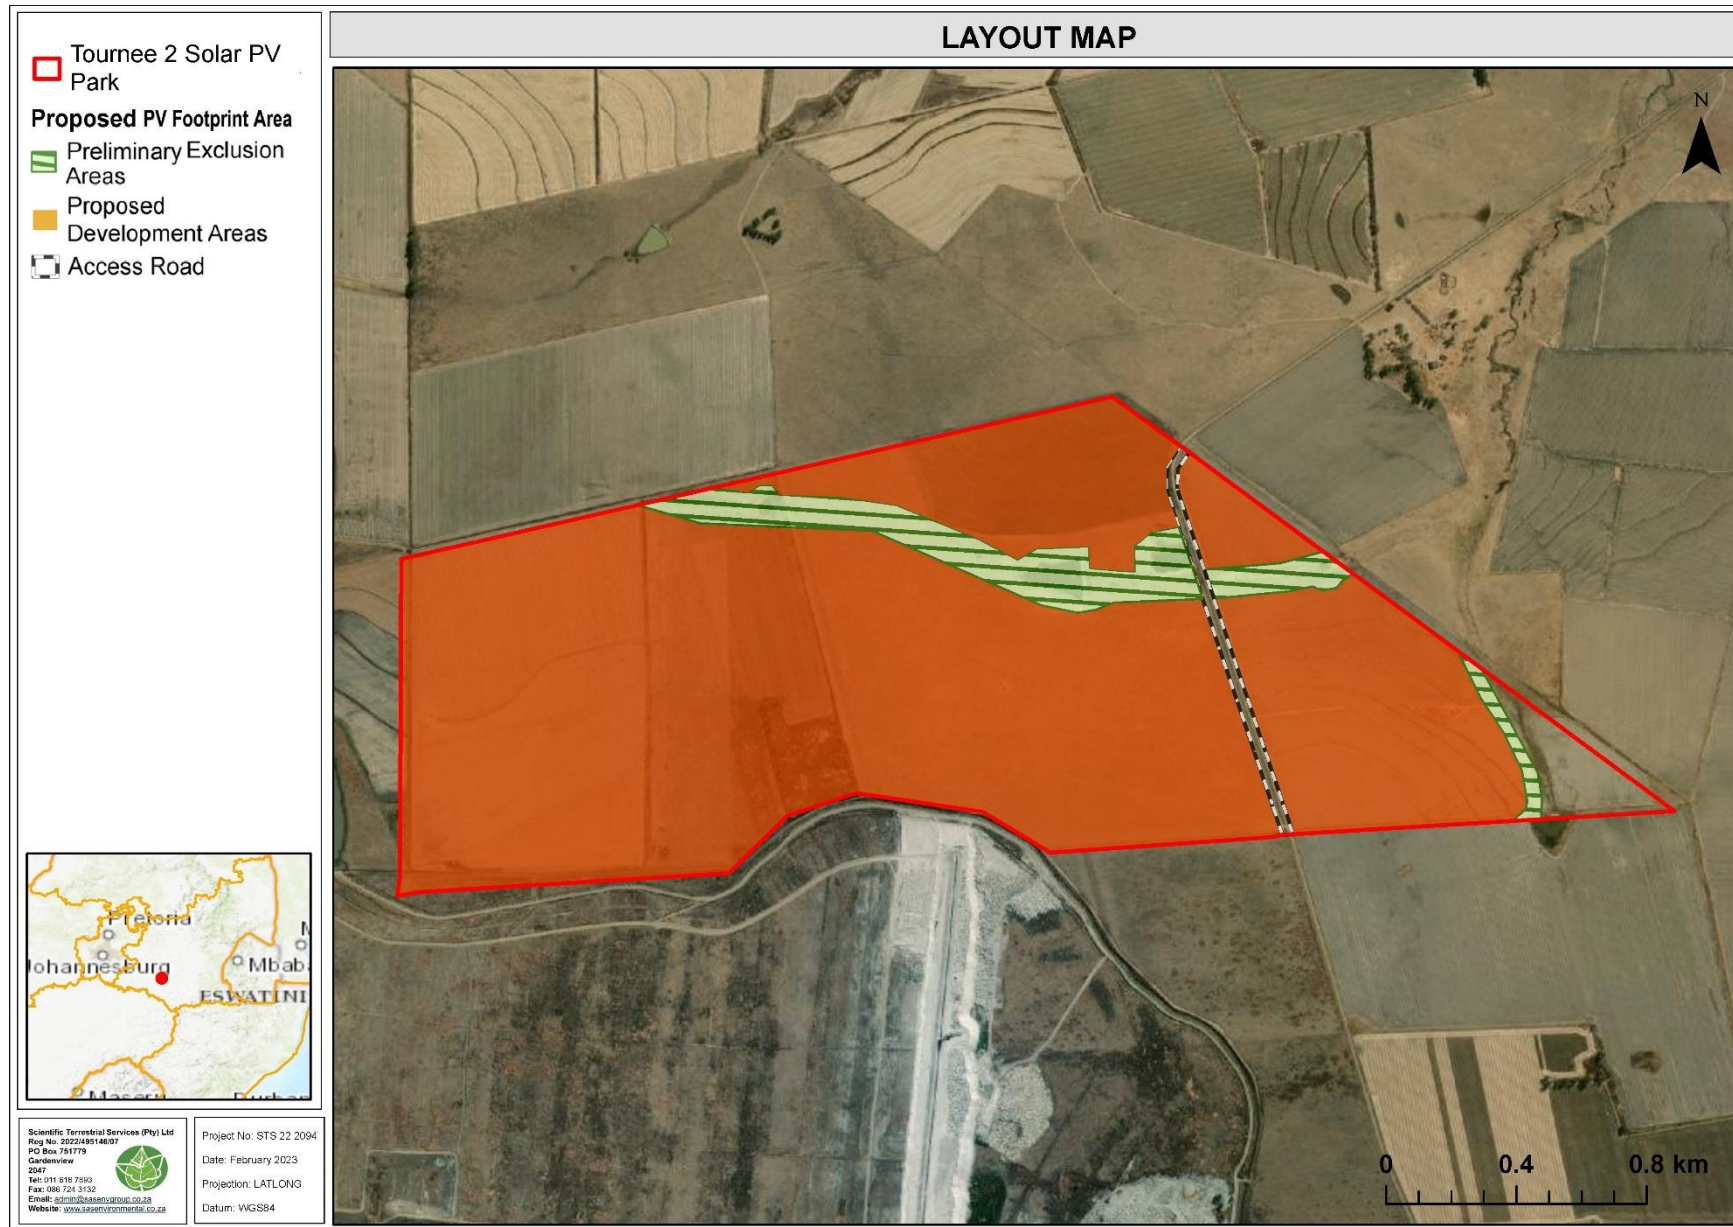 LAYOUT MAP
Tournee 2 Solar PV
Park
Proposed PV Footprint Area
Preliminary Exclusion
Areas
Proposed
Development Areas
Access Road
N
Pretoria
Johannesburg
Mbab
ESWATINI
Maseru
Durban
Scientific Terrestrial Services (Pty) Ltd
Reg No. 2022/495146/07
PO Box 751779
Gardenview
2047
Tel: 011 616 7893
Fax: 086 724 3132
Email: admin@sasenvgroup.co.za
Website: www.sasenvironmental.co.za
Project No: STS 22 2094
Date: February 2023
Projection: LATLONG
Datum: WGS84
0 0.4 0.8 km